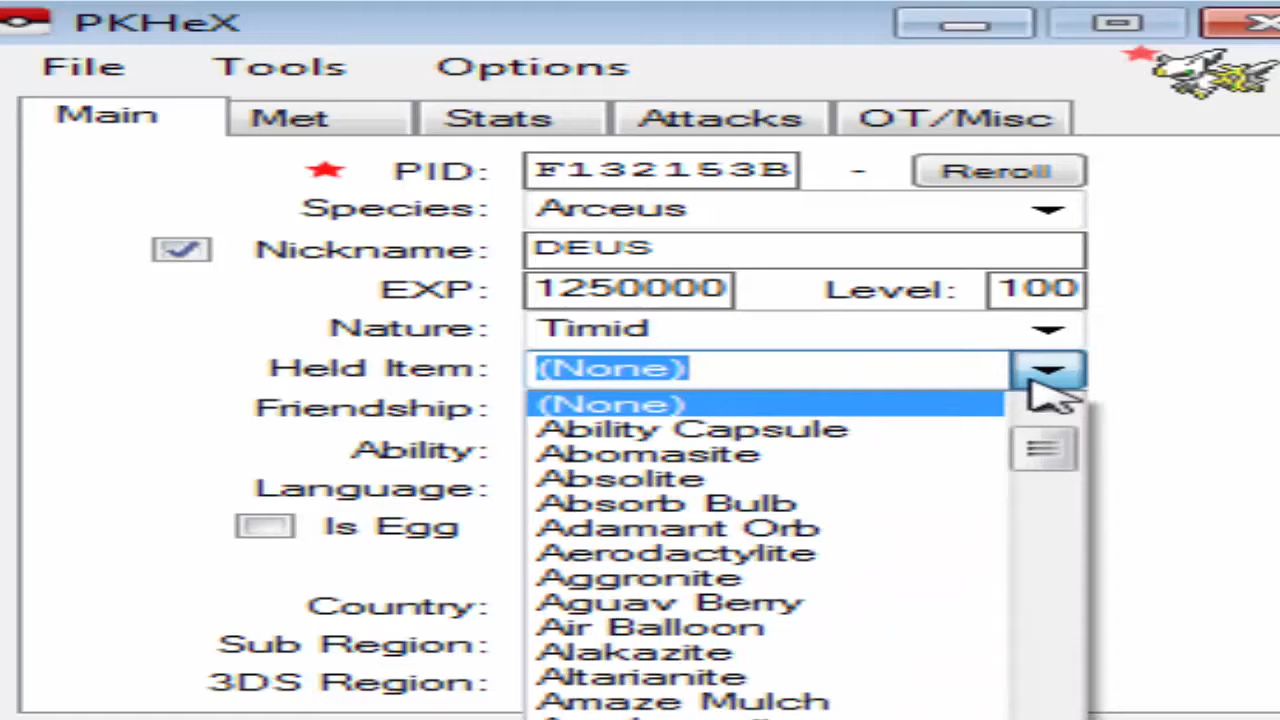 PKHeX
File Tools Options
Main Met Stats Attacks OT/Misc
PID: F132153B - Reroll
Species: Arceus
Nickname: DEUS
EXP: 1250000 Level: 100
Nature: Timid
Held Item: (None)
Friendship: (None)
Ability Capsule
Ability: Abomasite
Absolite
Language: Absorb Bulb
Is Egg Adamant Orb
Aerodactylite
Aggronite
Country: Aguav Berry
Air Balloon
Sub Region: Alakazite
3DS Region: Altarianite
Amaze Mulch